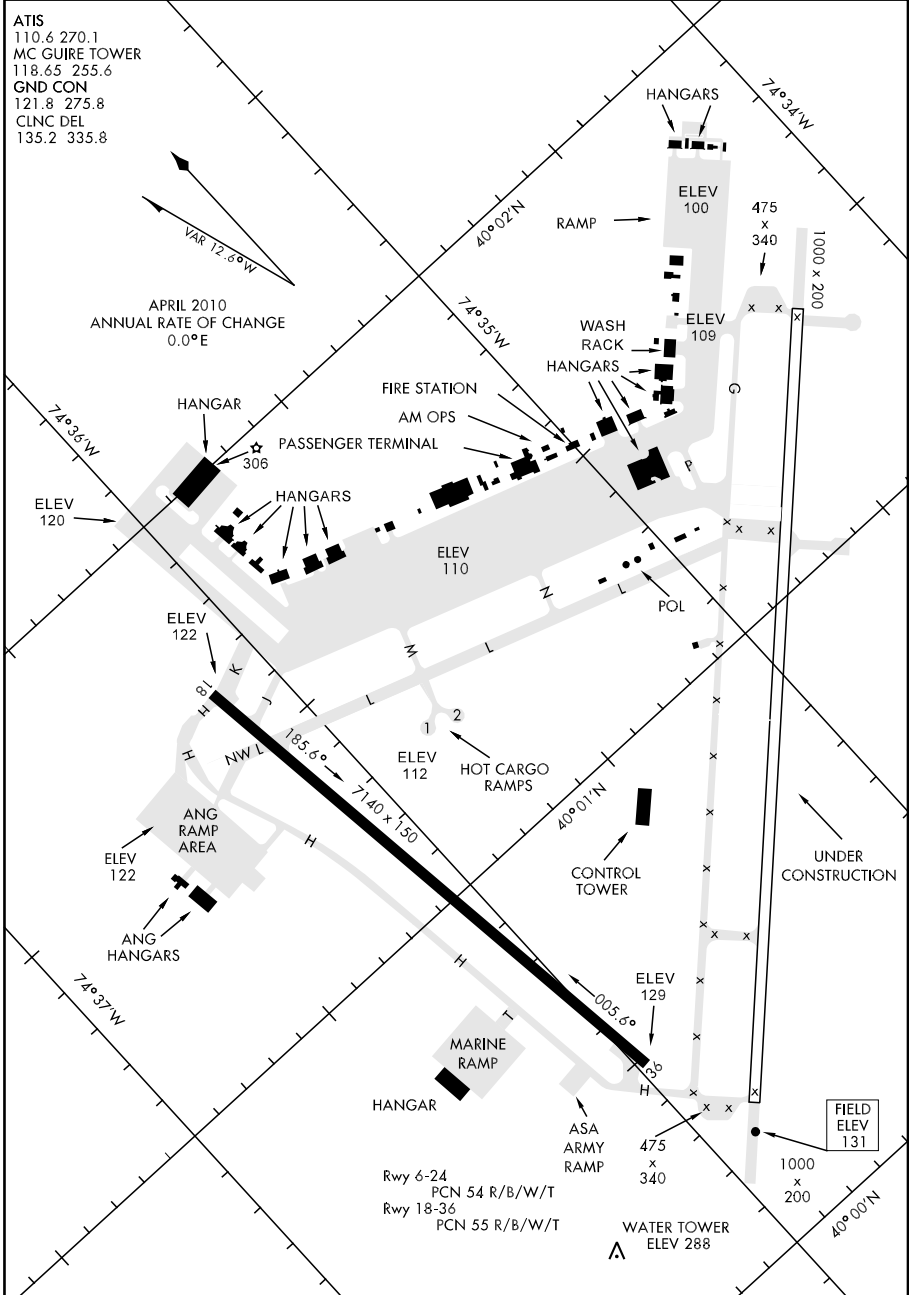 ATIS
110.6 270.1
MC GUIRE TOWER
118.65 255.6
GND CON
121.8 275.8
CLNC DEL
135.2 335.8
VAR 12.6°W
APRIL 2010
ANNUAL RATE OF CHANGE
0.0°E
HANGARS
74°34'W
ELEV
100
475
x
340
1000 x 200
RAMP
40°02'N
74°35'W
WASH
RACK
ELEV
109
HANGARS
G
FIRE STATION
AM OPS
PASSENGER TERMINAL
HANGAR
306
74°36'W
P
ELEV
120
HANGARS
ELEV
110
N
L
POL
ELEV
122
K
J
M
L
L
18
H
H
NW L
1
2
ELEV
112
HOT CARGO
RAMPS
185.6°
7140 x 150
40°01'N
ANG
RAMP
AREA
H
ELEV
122
CONTROL
TOWER
UNDER
CONSTRUCTION
ANG
HANGARS
74°37'W
H
I
005.6°
ELEV
129
36
H
MARINE
RAMP
HANGAR
ASA
ARMY
RAMP
475
x
340
FIELD
ELEV
131
1000
x
200
Rwy 6-24
PCN 54 R/B/W/T
Rwy 18-36
PCN 55 R/B/W/T
WATER TOWER
ELEV 288
40°00'N